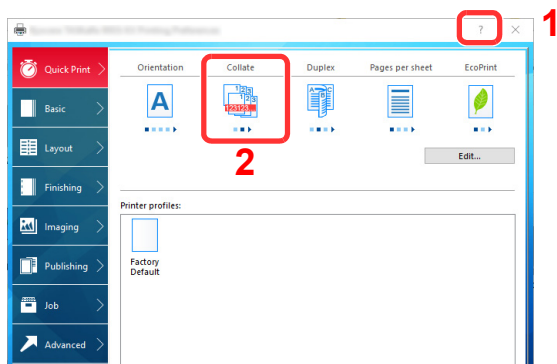 ? 1
Quick Print
Orientation Collate Duplex Pages per sheet EcoPrint
A
123123...
Basic
Layout
2
Edit...
Finishing
Printer profiles:
Imaging
Factory
Default
Publishing
Job
Advanced